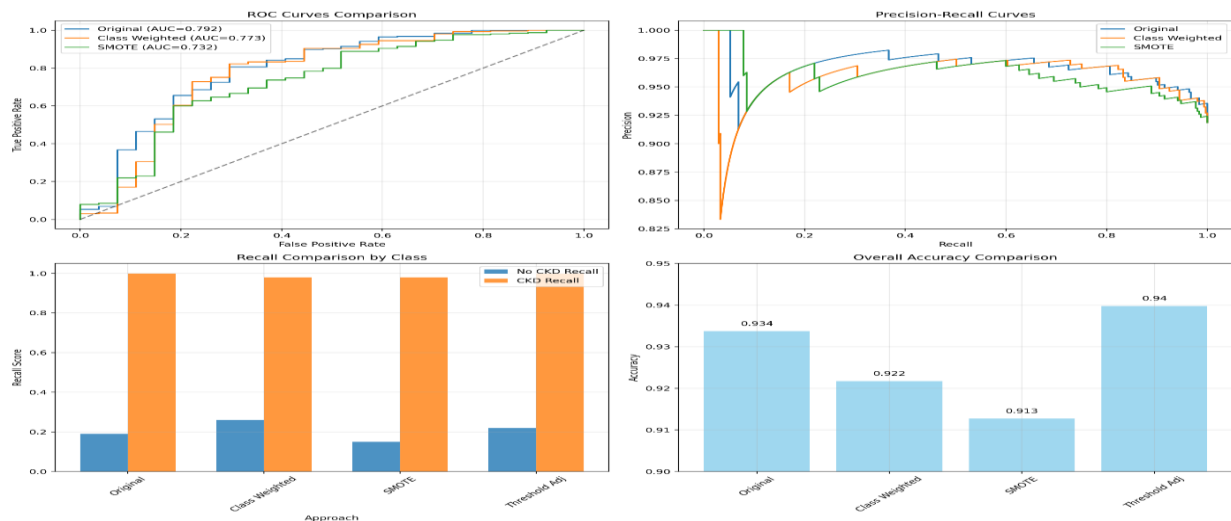 ROC Curves Comparison
Original (AUC=0.792)
Class Weighted (AUC=0.773)
SMOTE (AUC=0.732)
True Positive Rate
1.0
0.8
0.6
0.4
0.2
0.0
0.0 0.2 0.4 0.6 0.8 1.0
False Positive Rate
Precision-Recall Curves
Original
Class Weighted
SMOTE
Precision
1.000
0.975
0.950
0.925
0.900
0.875
0.850
0.825
0.0 0.2 0.4 0.6 0.8 1.0
Recall
Recall Comparison by Class
No CKD Recall
CKD Recall
Recall Score
1.0
0.8
0.6
0.4
0.2
0.0
Original Class Weighted SMOTE Threshold Adj
Approach
Overall Accuracy Comparison
Accuracy
0.95
0.94
0.93
0.92
0.91
0.90
0.934
0.922
0.913
0.94
Original Class Weighted SMOTE Threshold Adj